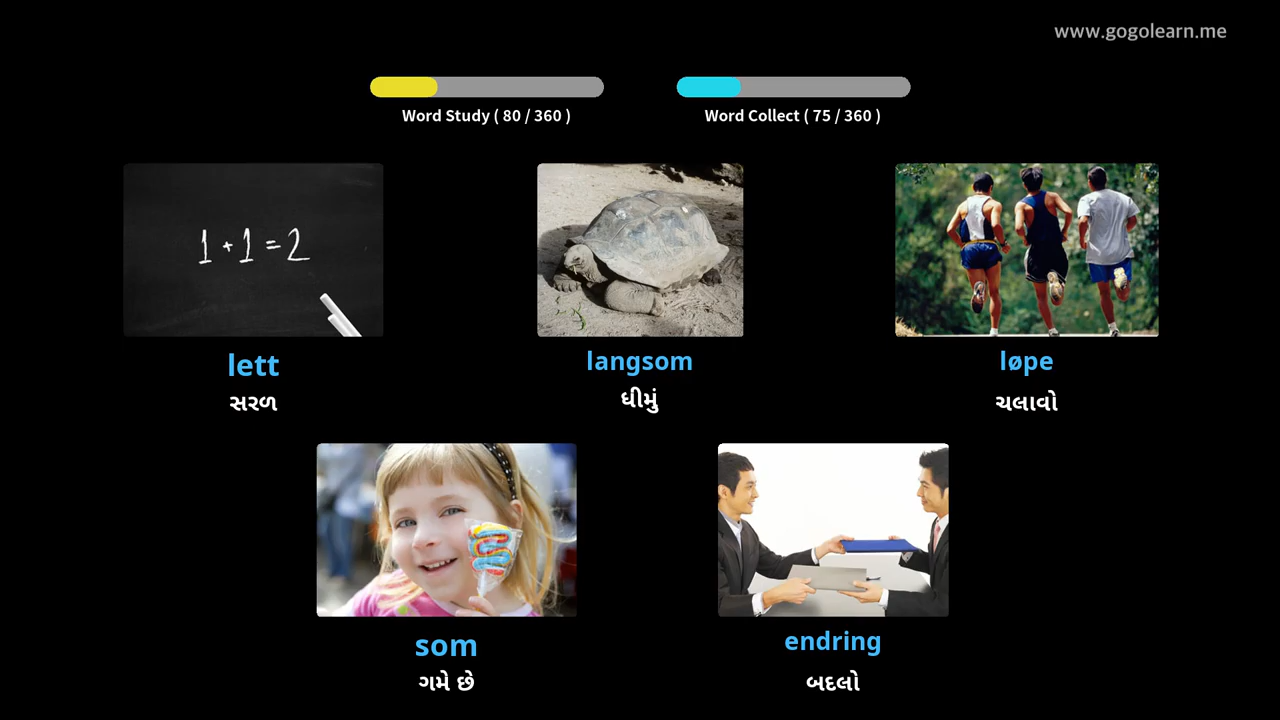 www.gogolearn.me
Word Study ( 80 / 360 )
Word Collect ( 75 / 360 )
1 + 1 = 2
lett
સરળ
langsom
ધીમું
løpe
ચલાવો
som
ગમે છે
endring
બદલો